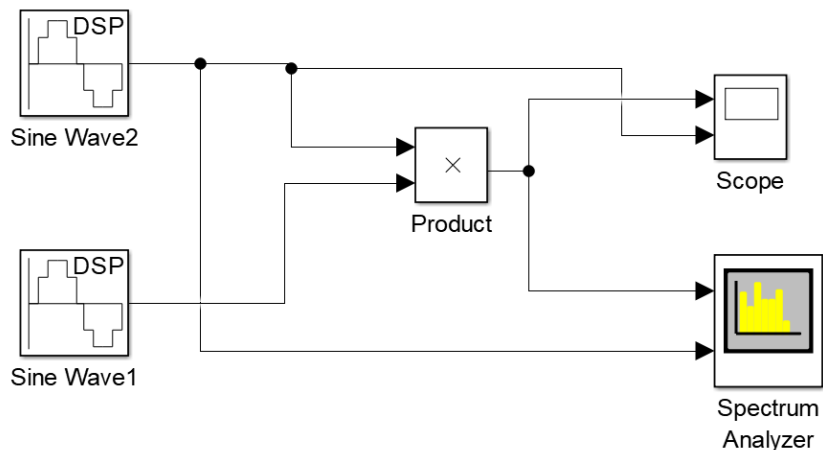 DSP
Sine Wave2
×
Product
Scope
DSP
Sine Wave1
Spectrum
Analyzer